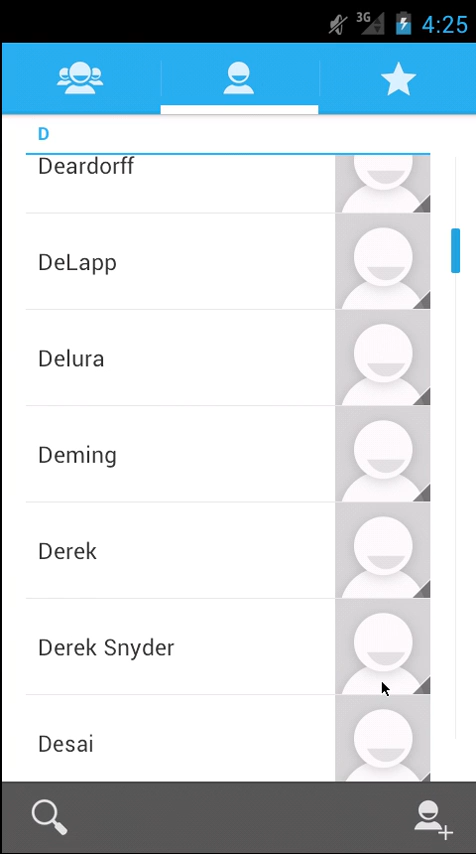 3G
4:25
D
Deardorff
DeLapp
Delura
Deming
Derek
Derek Snyder
Desai